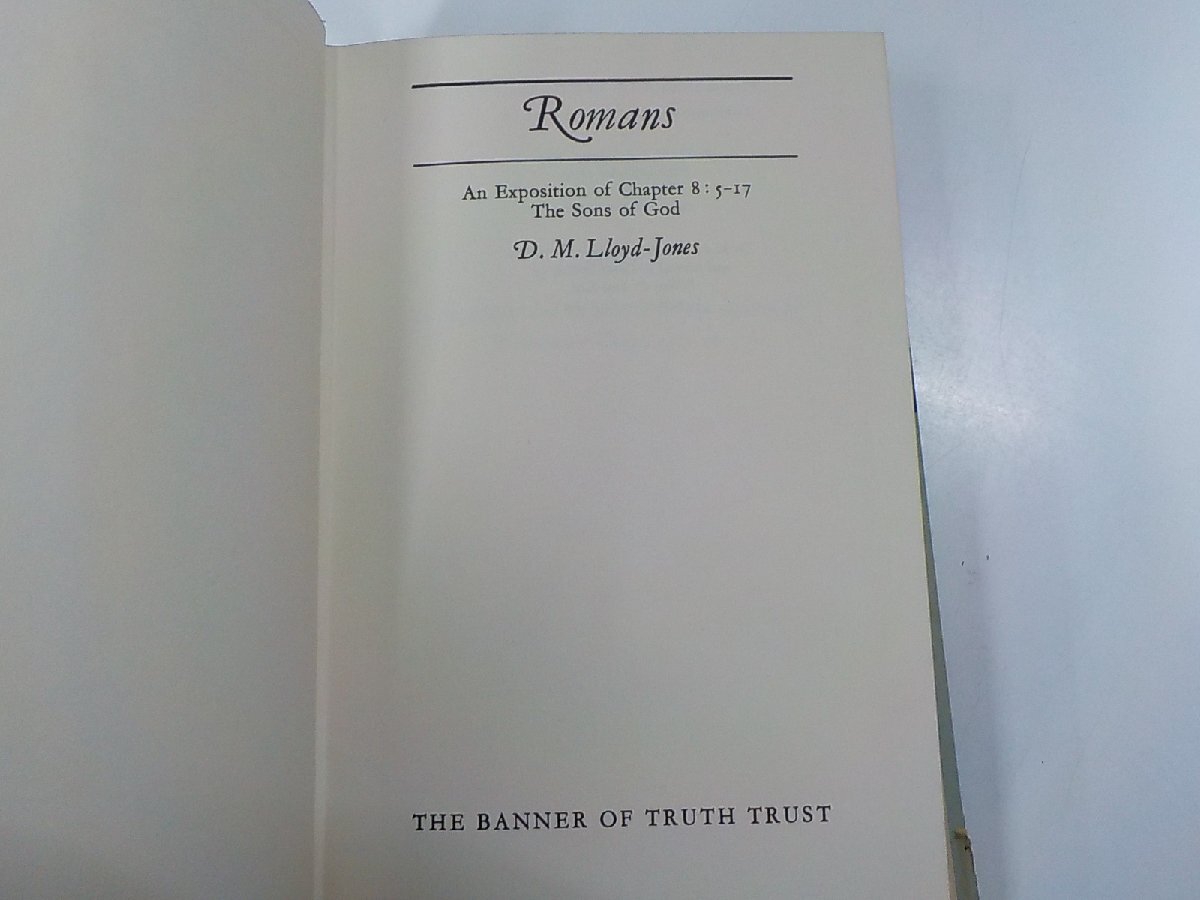 Romans
An Exposition of Chapter 8: 5-17
The Sons of God
D. M. Lloyd-Jones
THE BANNER OF TRUTH TRUST